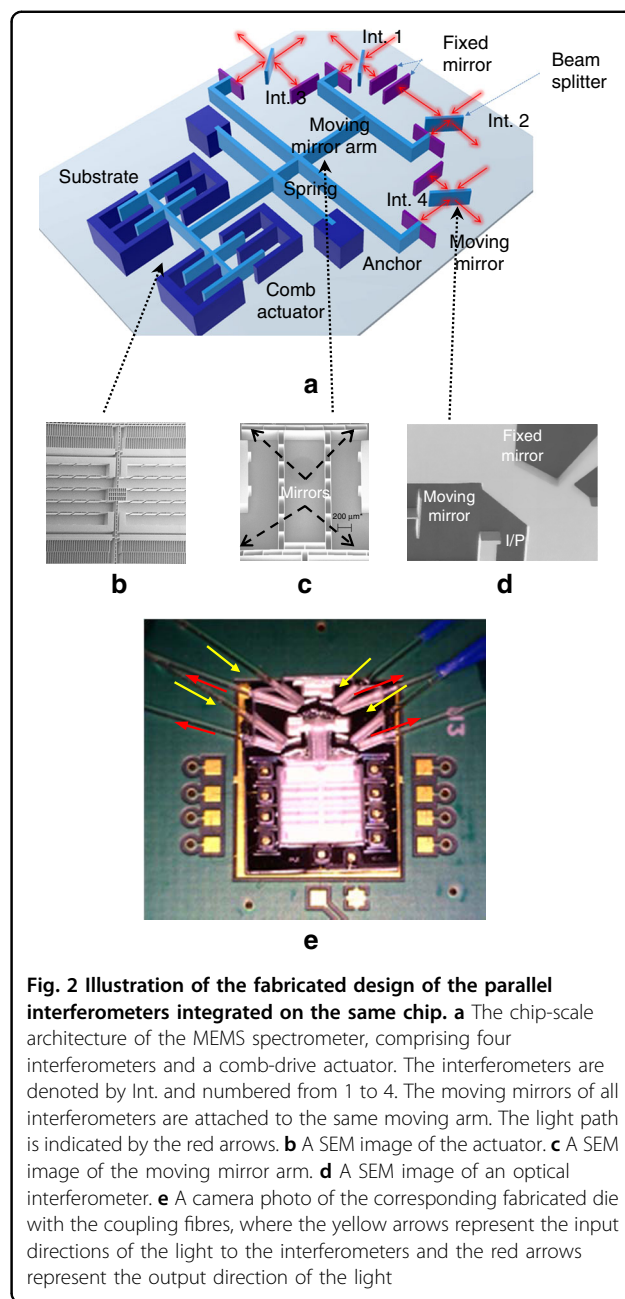 Int. 1
Fixed
mirror
Beam
splitter
Int. 3
Int. 2
Moving
mirror arm
Substrate
Spring
Int. 4
Moving
mirror
Anchor
Comb
actuator
a
Mirrors
200 µm
Fixed
mirror
Moving
mirror
I/P
b
c
d
e
Fig. 2 Illustration of the fabricated design of the parallel
interferometers integrated on the same chip. a The chip-scale
architecture of the MEMS spectrometer, comprising four
interferometers and a comb-drive actuator. The interferometers are
denoted by Int. and numbered from 1 to 4. The moving mirrors of all
interferometers are attached to the same moving arm. The light path
is indicated by the red arrows. b A SEM image of the actuator. c A SEM
image of the moving mirror arm. d A SEM image of an optical
interferometer. e A camera photo of the corresponding fabricated die
with the coupling fibres, where the yellow arrows represent the input
directions of the light to the interferometers and the red arrows
represent the output direction of the light